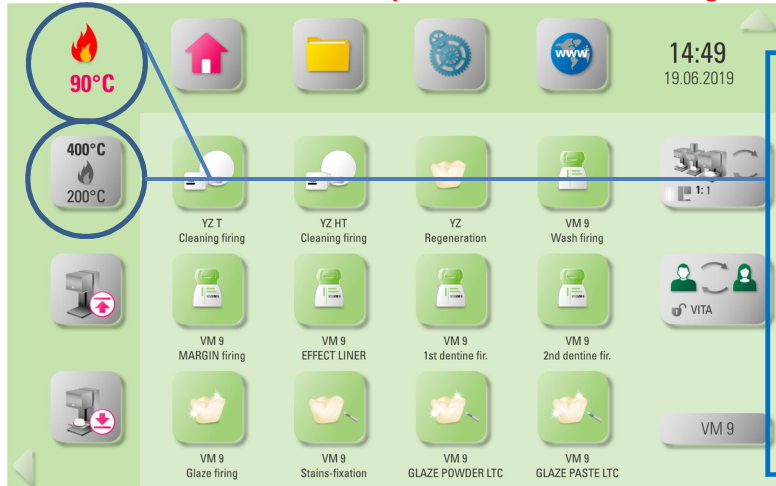 90°C
www.
14:49
19.06.2019
400°C
200°C
1: 1
YZ T
Cleaning firing
YZ HT
Cleaning firing
YZ
Regeneration
VM 9
Wash firing
VITA
VM 9
MARGIN firing
VM 9
EFFECT LINER
VM 9
1st dentine fir.
VM 9
2nd dentine fir.
VM 9
VM 9
Glaze firing
VM 9
Stains-fixation
VM 9
GLAZE POWDER LTC
VM 9
GLAZE PASTE LTC